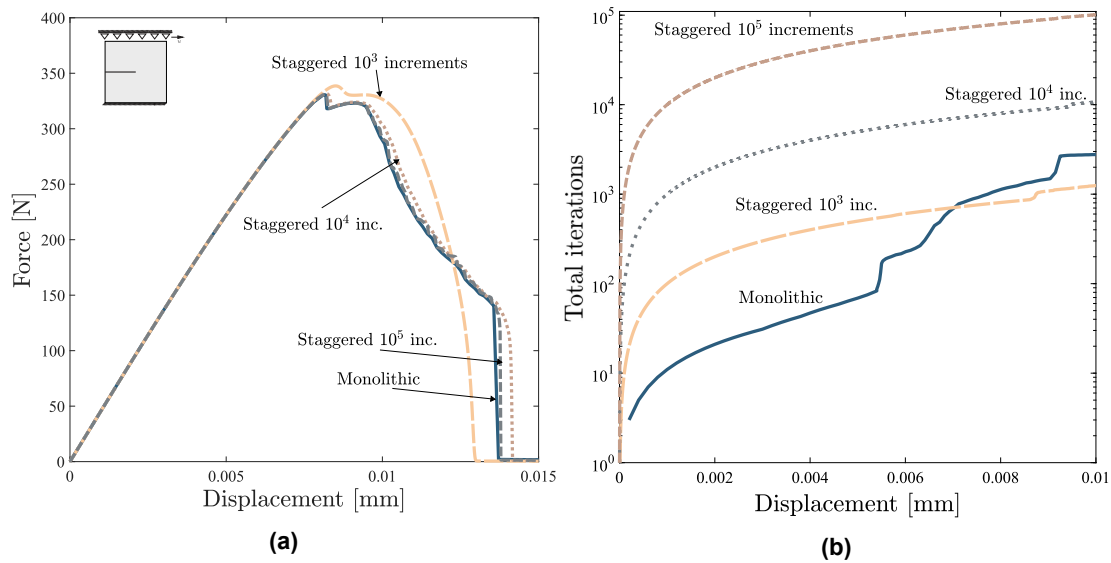 400
350
300
250
200
150
100
50
0
Force [N]
Staggered 10³ increments
Staggered 10⁴ inc.
Staggered 10⁵ inc.
Monolithic
0
0.005
0.01
0.015
Displacement [mm]
(a)
10⁵
10⁴
10³
10²
10¹
10⁰
Total iterations
Staggered 10⁵ increments
Staggered 10⁴ inc.
Staggered 10³ inc.
Monolithic
0
0.002
0.004
0.006
0.008
0.01
Displacement [mm]
(b)